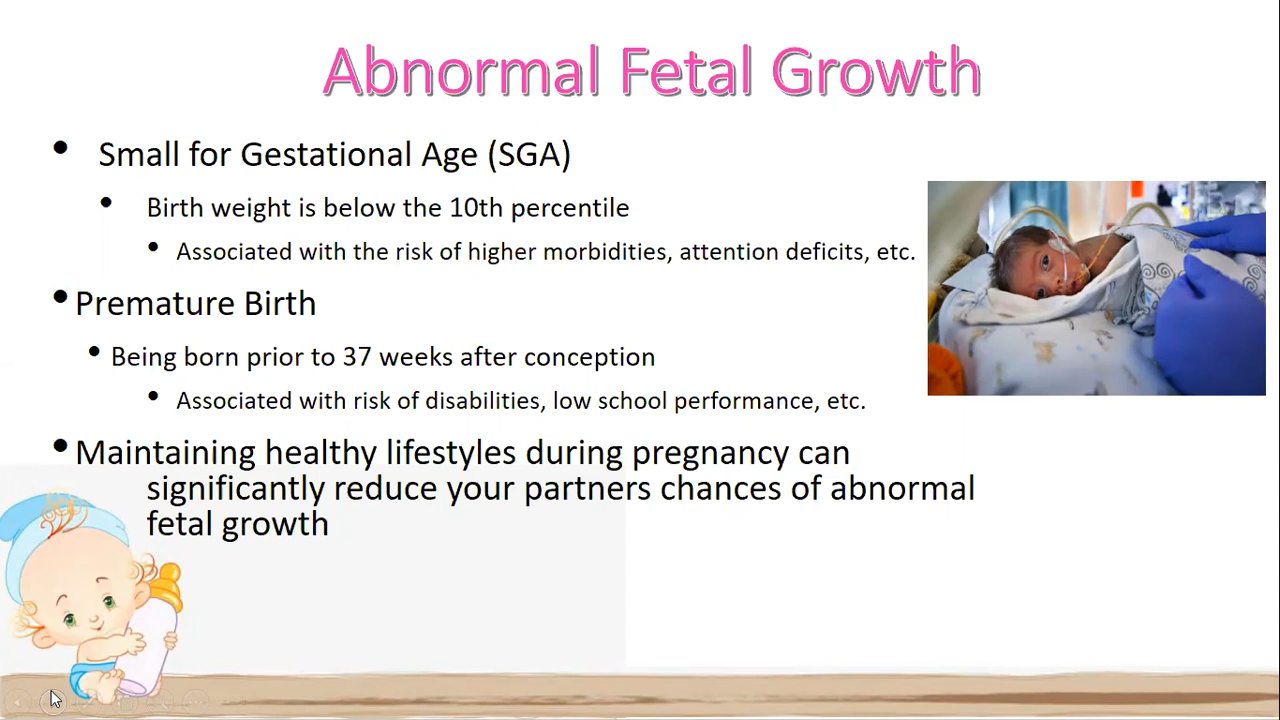 Abnormal Fetal Growth
• Small for Gestational Age (SGA)
• Birth weight is below the 10th percentile
• Associated with the risk of higher morbidities, attention deficits, etc.
• Premature Birth
• Being born prior to 37 weeks after conception
• Associated with risk of disabilities, low school performance, etc.
• Maintaining healthy lifestyles during pregnancy can
significantly reduce your partners chances of abnormal
fetal growth